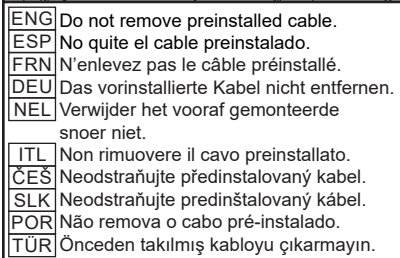 ENG Do not remove preinstalled cable.
ESP No quite el cable preinstalado.
FRN N’enlevez pas le câble préinstallé.
DEU Das vorinstallierte Kabel nicht entfernen.
NEL Verwijder het vooraf gemonteerde
snoer niet.
ITL Non rimuovere il cavo preinstallato.
ČEŠ Neodstraňujte předinstalovaný kabel.
SLK Neodstraňujte predinštalovaný kábel.
POR Não remova o cabo pré-instalado.
TÜR Önceden takılmış kabloyu çıkarmayın.